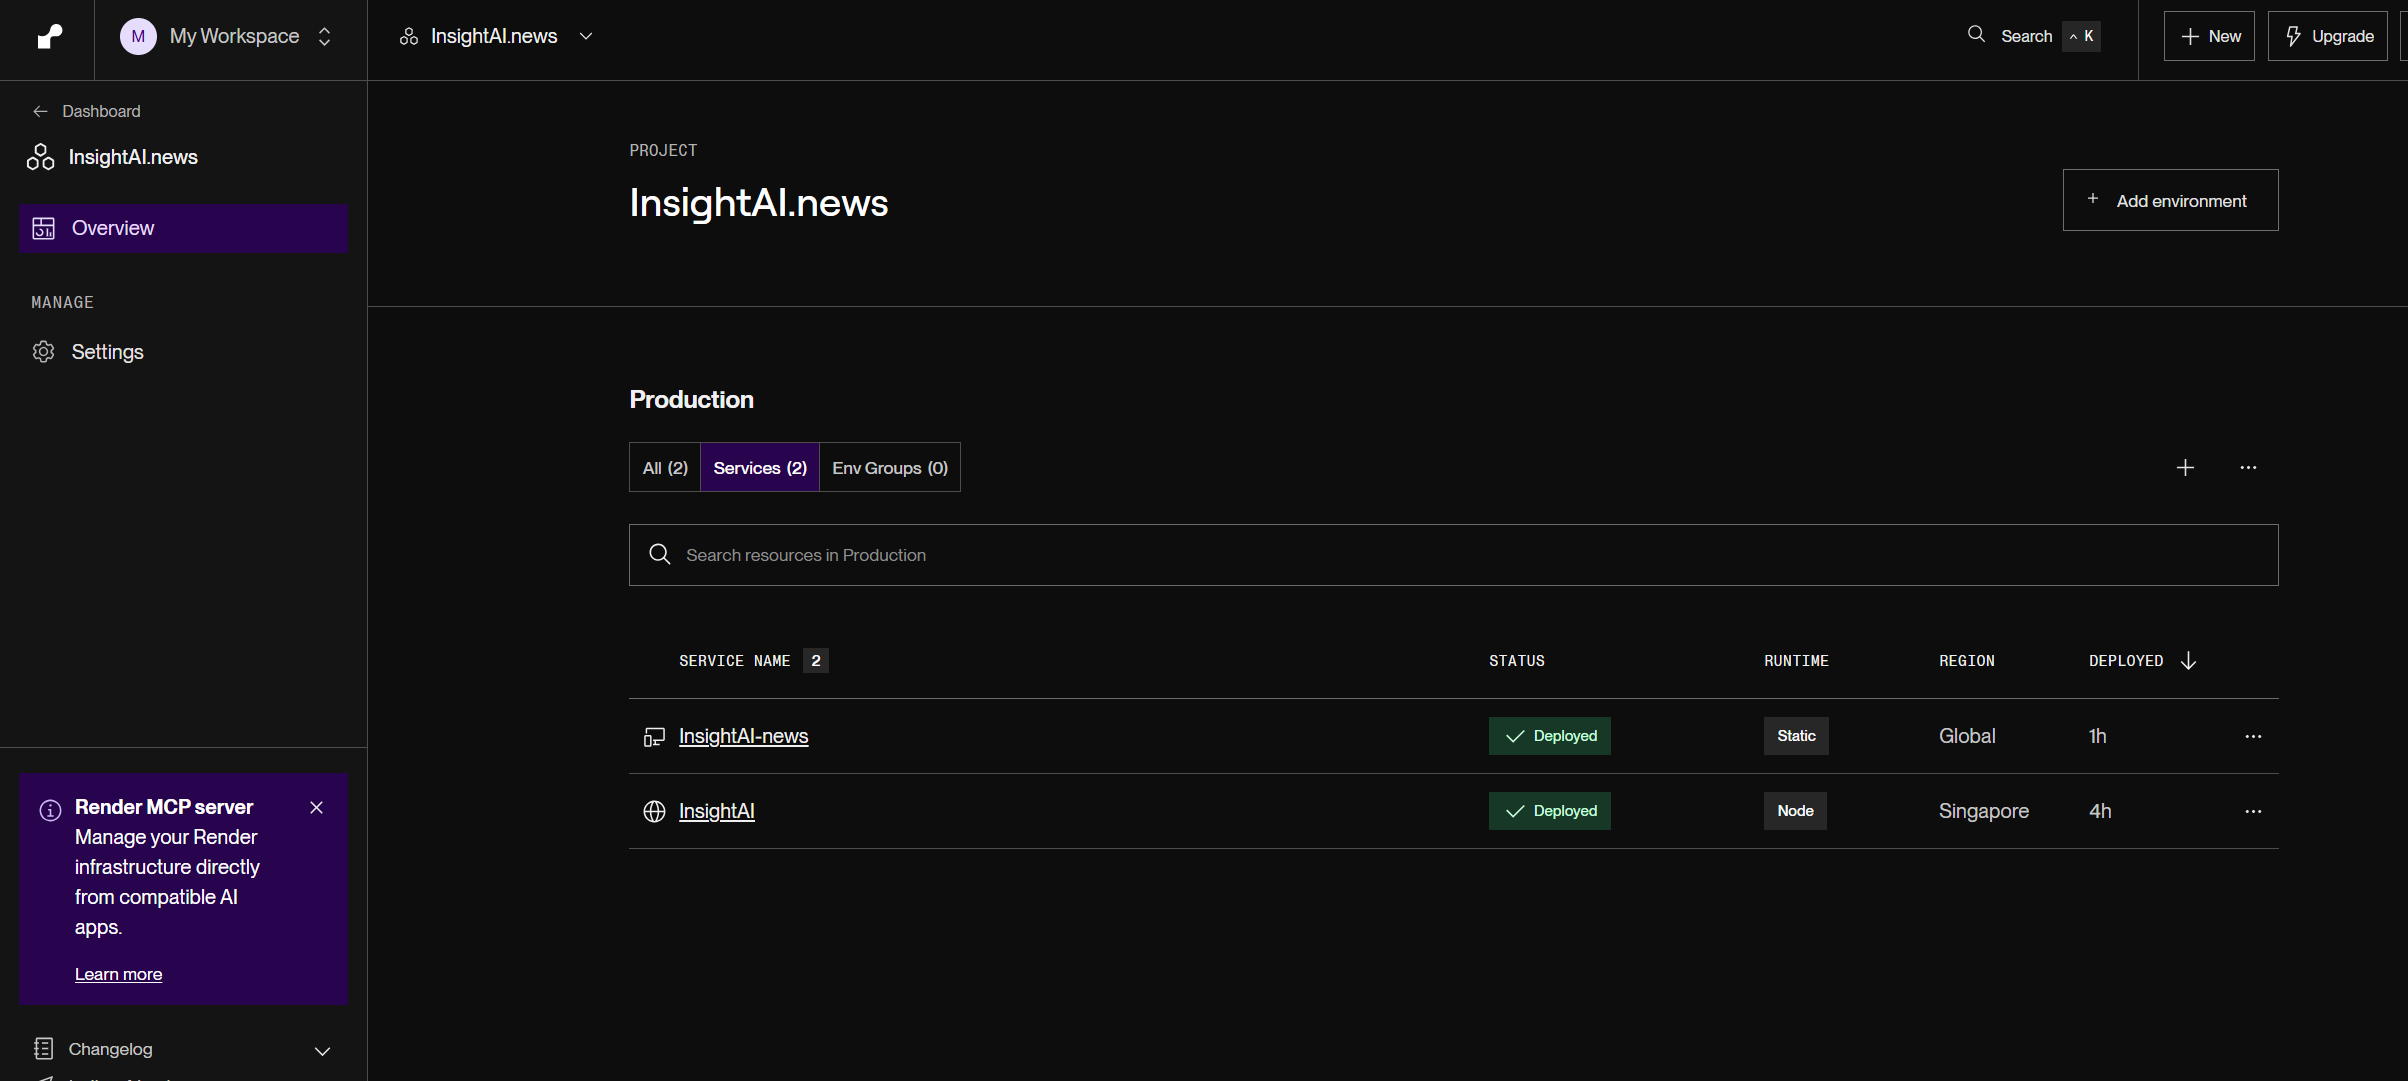 M My Workspace
InsightAI.news
Search ^ K
+ New
Upgrade
Dashboard
InsightAI.news
Overview
MANAGE
Settings
PROJECT
InsightAI.news
+ Add environment
Production
All (2)
Services (2)
Env Groups (0)
Search resources in Production
SERVICE NAME 2 STATUS RUNTIME REGION DEPLOYED
InsightAI-news Deployed Static Global 1h
InsightAI Deployed Node Singapore 4h
Render MCP server
Manage your Render
infrastructure directly
from compatible AI
apps.
Learn more
Changelog